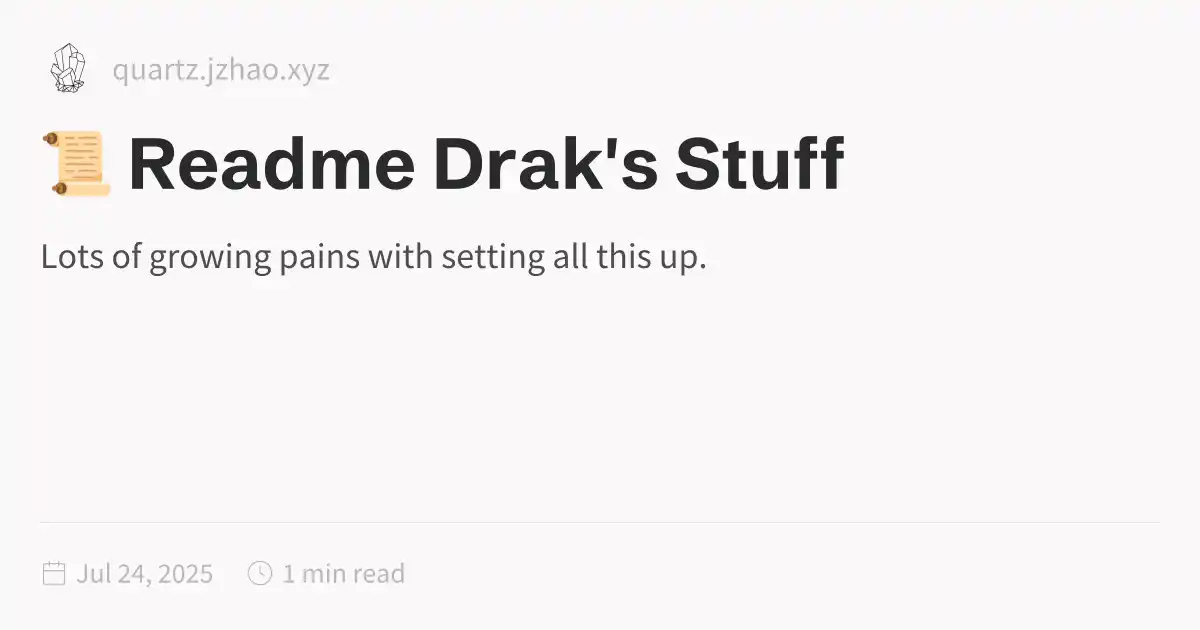 quartz.jzhao.xyz
📜 Readme Drak's Stuff
Lots of growing pains with setting all this up.
Jul 24, 2025 1 min read